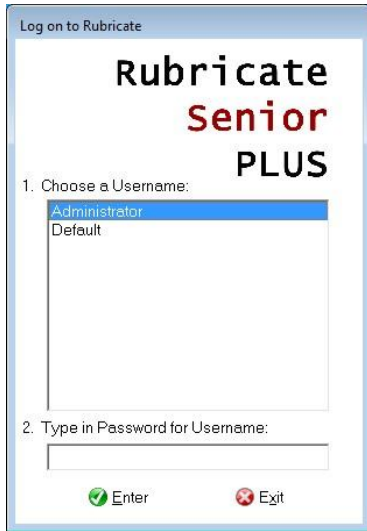 Log on to Rubricate
Rubricate
Senior
PLUS
1. Choose a Username:
Administrator
Default
2. Type in Password for Username:
Enter
Exit